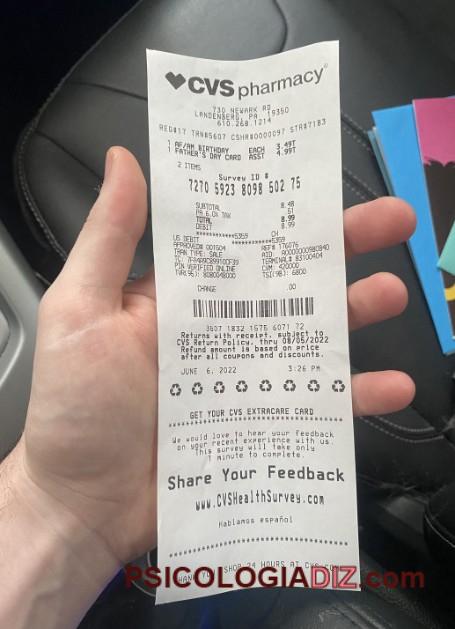 CVS pharmacy
730 NEWARK RD
LANDENBERG, PA 19350
610.268.1214
REG#17 TRN#5607 CSHR#0000097 STR#7183
1 AF/AM BIRTHDAY EACH 3.49T
1 FATHER'S DAY CARD ASST 4.99T
2 ITEMS
Survey ID #
7270 5923 8098 502 75
SUBTOTAL 8.48
PA 6.0% TAX .51
TOTAL 8.99
DEBIT 8.99
************5359 CH
US DEBIT ************5359
APPROVED# 001504 REF# 176076
TRAN TYPE: SALE AID: A0000000980840
TERMINAL# 83100404
PIN VERIFIED ONLINE CVM: 420000
TVR(95): 8080048000 TSI(9B): 6800
CHANGE .00
3607 1832 1575 6071 72
Returns with receipt, subject to
CVS Return Policy, thru 08/05/2022
Refund amount is based on price
after all coupons and discounts.
JUNE 6, 2022 3:26 PM
GET YOUR CVS EXTRACARE CARD
We would love to hear your feedback
on your recent experience with us.
This survey will take only
1 minute to complete.
Share Your Feedback
www.CVSHealthSurvey.com
Hablamos español
SHOP 24 HOURS AT CVS.COM
PSICOLOGIADIZ.com